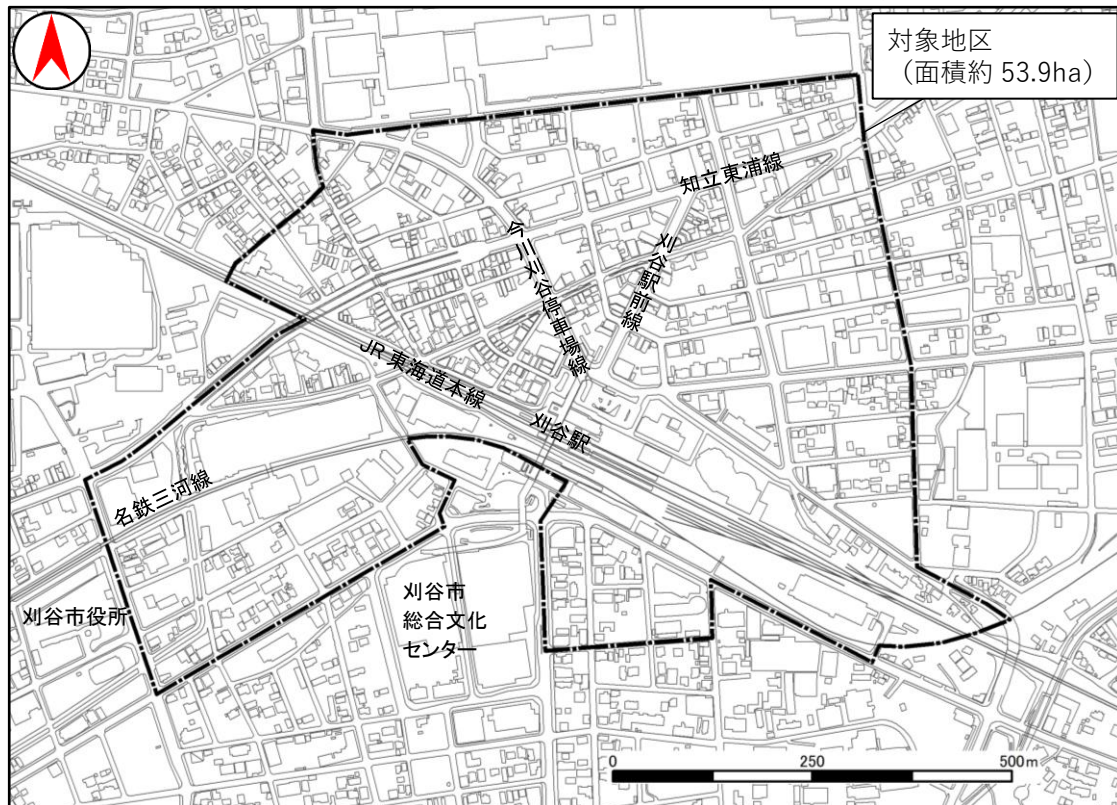 対象地区
（面積約 53.9ha）
知立東浦線
今川刈谷停車場線
刈谷駅前線
JR 東海道本線
刈谷駅
名鉄三河線
刈谷市役所
刈谷市
総合文化
センター
0 250 500m